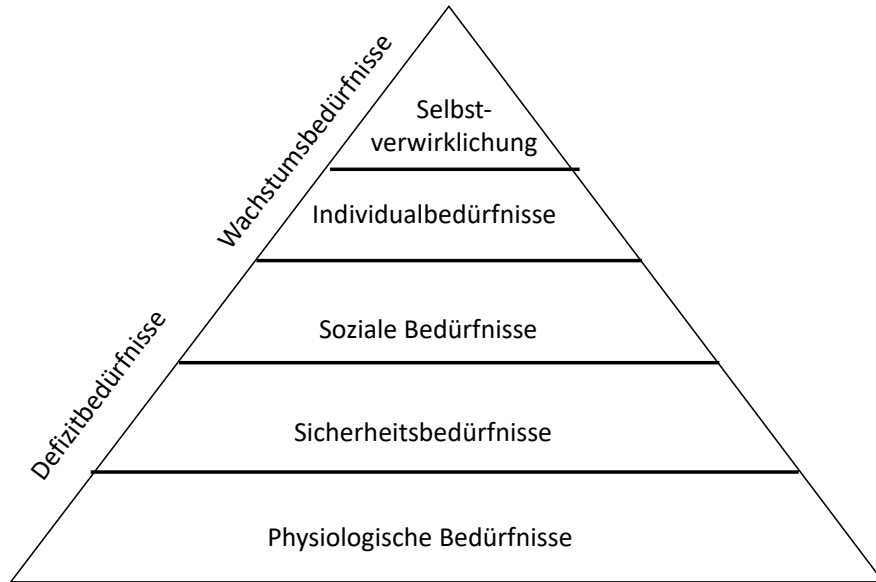 Wachstumsbedürfnisse
Selbst-
verwirklichung
Individualbedürfnisse
Defizitbedürfnisse
Soziale Bedürfnisse
Sicherheitsbedürfnisse
Physiologische Bedürfnisse